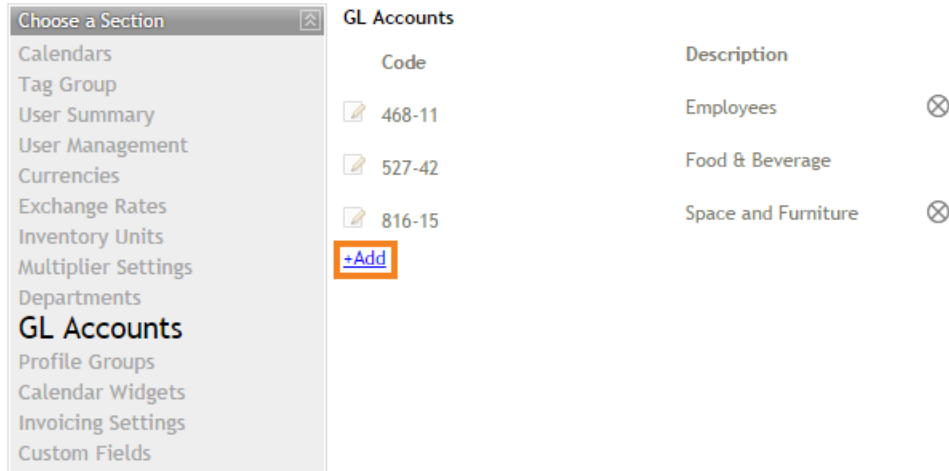 Choose a Section
Calendars
Tag Group
User Summary
User Management
Currencies
Exchange Rates
Inventory Units
Multiplier Settings
Departments
GL Accounts
Profile Groups
Calendar Widgets
Invoicing Settings
Custom Fields
GL Accounts
Code Description
468-11 Employees
527-42 Food & Beverage
816-15 Space and Furniture
+Add